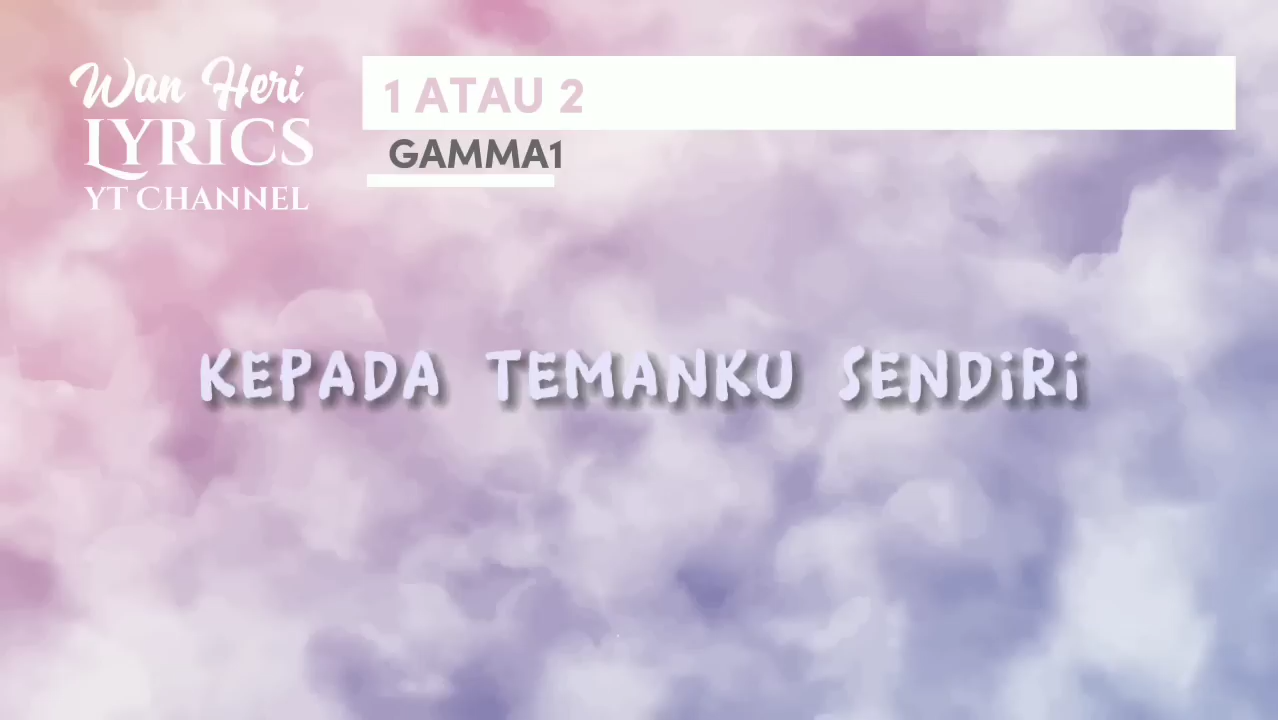 Wan Heri
LYRICS
YT CHANNEL
1 ATAU 2
GAMMA1
KEPADA TEMANKU SENDiRi